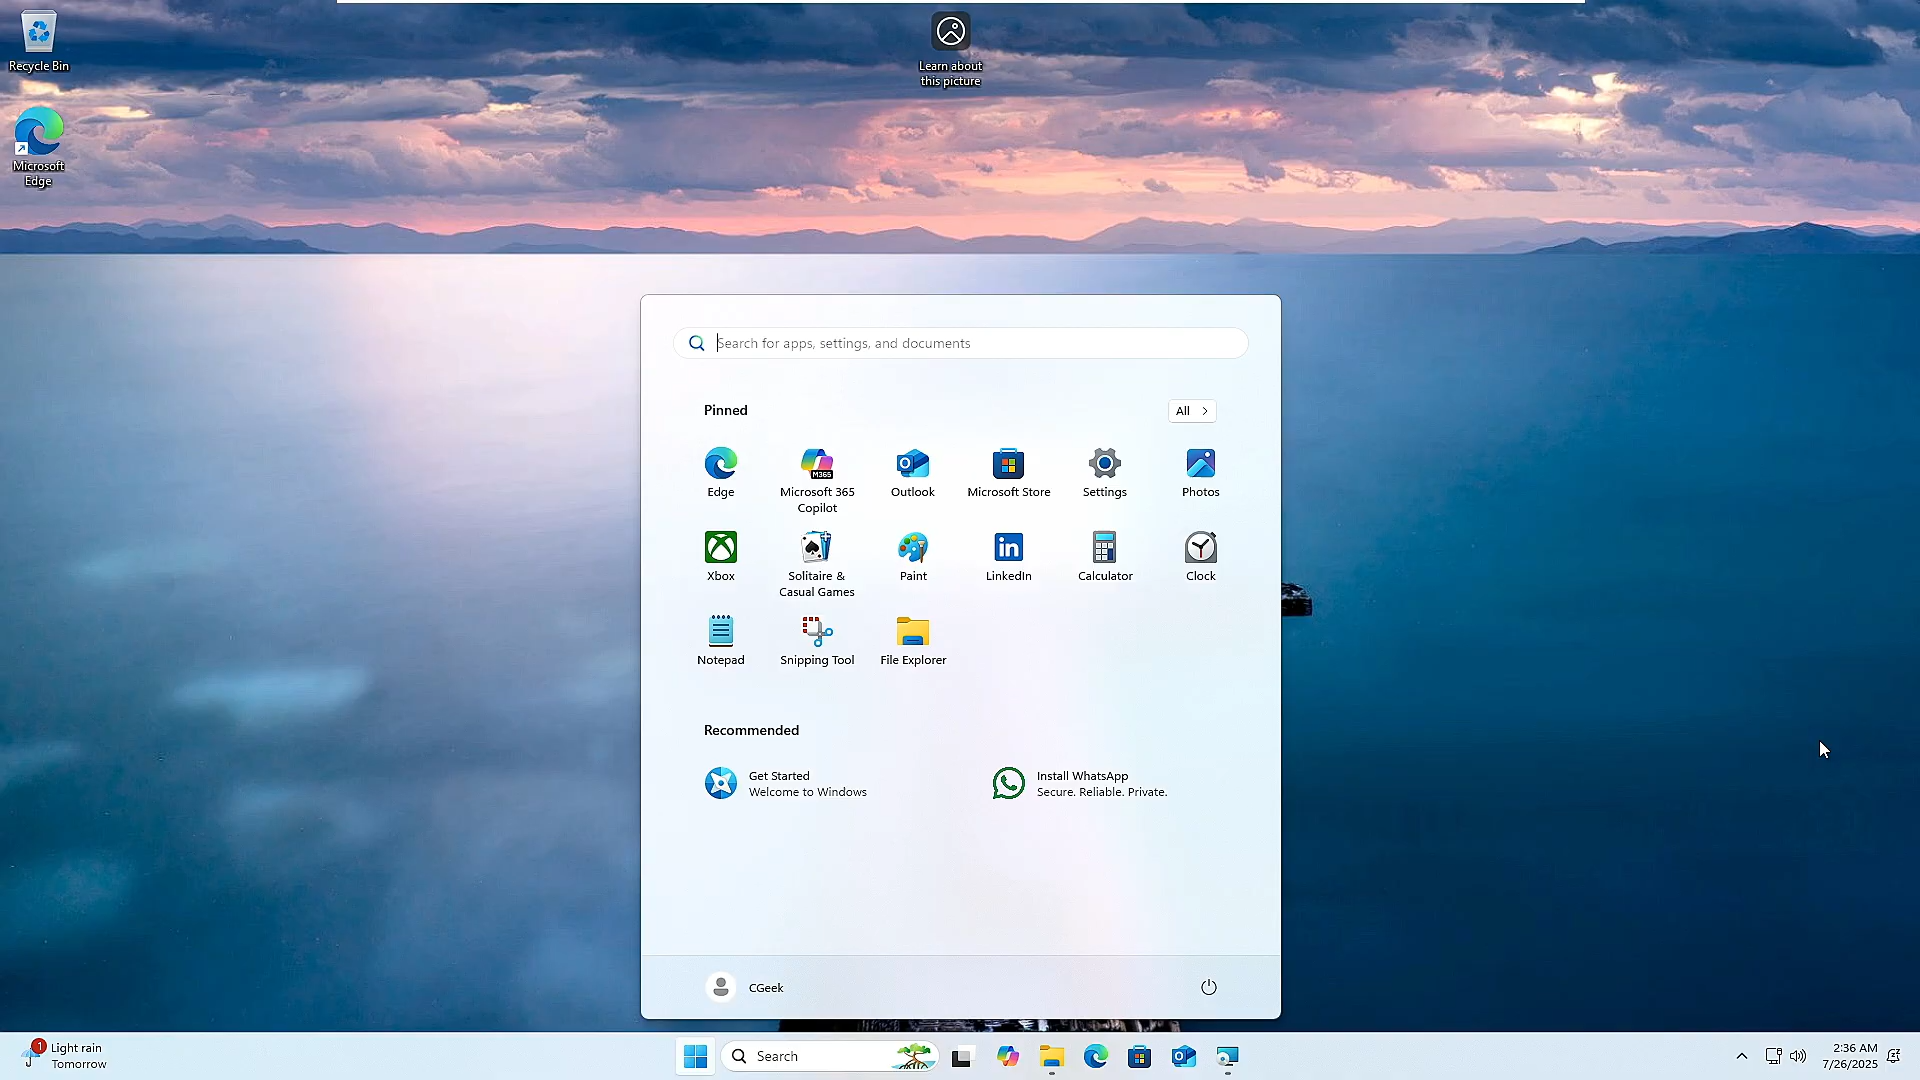 Recycle Bin
Learn about
this picture
Microsoft
Edge
Search for apps, settings, and documents
Pinned
All
Edge
Microsoft 365
Copilot
M365
Outlook
Microsoft Store
Settings
Photos
Xbox
Solitaire &
Casual Games
Paint
LinkedIn
Calculator
Clock
Notepad
Snipping Tool
File Explorer
Recommended
Get Started
Welcome to Windows
Install WhatsApp
Secure. Reliable. Private.
CGeek
1
Light rain
Tomorrow
Search
2:36 AM
7/26/2025